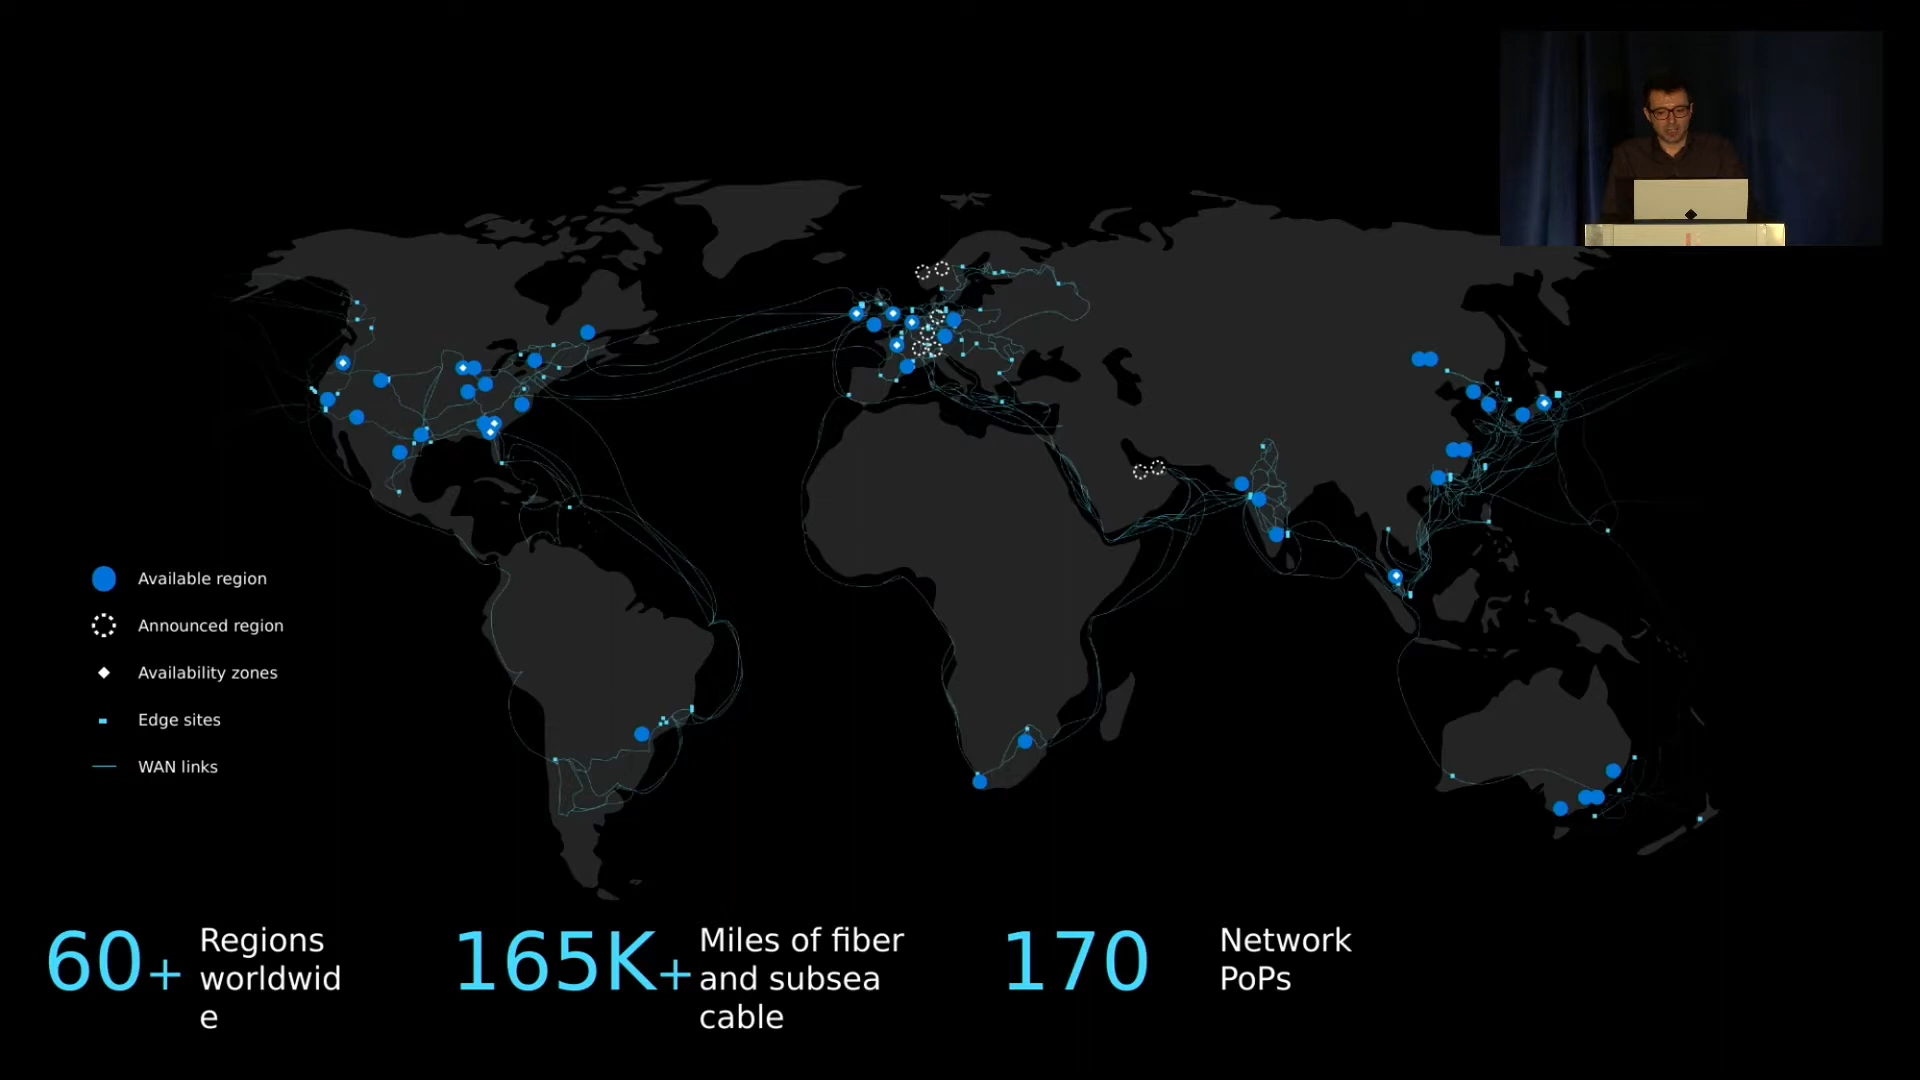 Available region
Announced region
Availability zones
Edge sites
WAN links
60+
Regions
worldwid
e
165K+
Miles of fiber
and subsea
cable
170
Network
PoPs